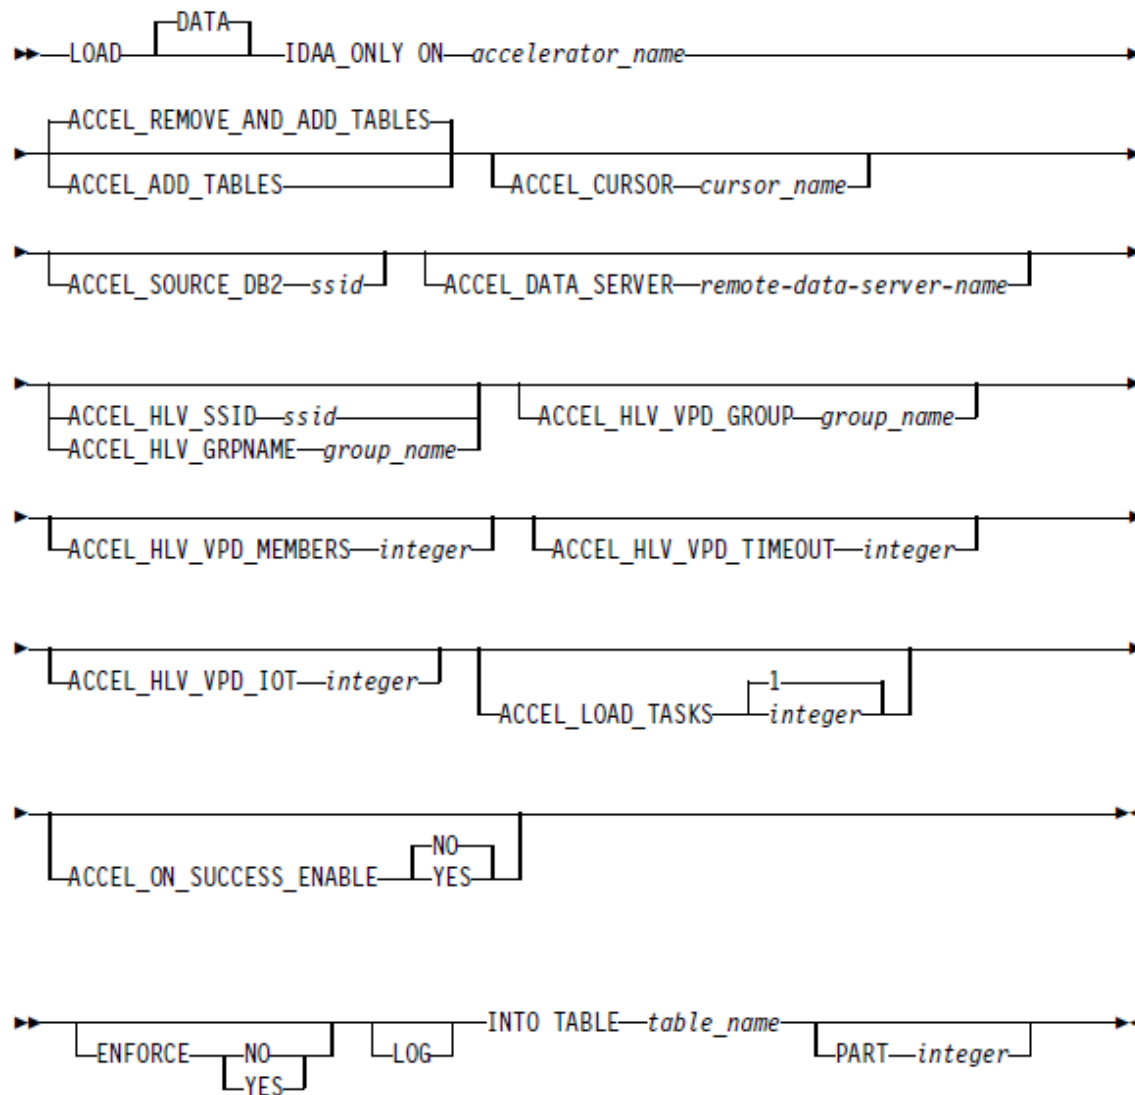 DATA
LOAD IDAA_ONLY ON accelerator_name
ACCEL_REMOVE_AND_ADD_TABLES
ACCEL_ADD_TABLES ACCEL_CURSOR cursor_name
ACCEL_SOURCE_DB2 ssid ACCEL_DATA_SERVER remote-data-server-name
ACCEL_HLV_SSID ssid ACCEL_HLV_VPD_GROUP group_name
ACCEL_HLV_GRPNAME group_name
ACCEL_HLV_VPD_MEMBERS integer ACCEL_HLV_VPD_TIMEOUT integer
ACCEL_HLV_VPD_IOT integer 1
ACCEL_LOAD_TASKS integer
NO
ACCEL_ON_SUCCESS_ENABLE YES
INTO TABLE table_name
ENFORCE NO LOG PART integer
YES